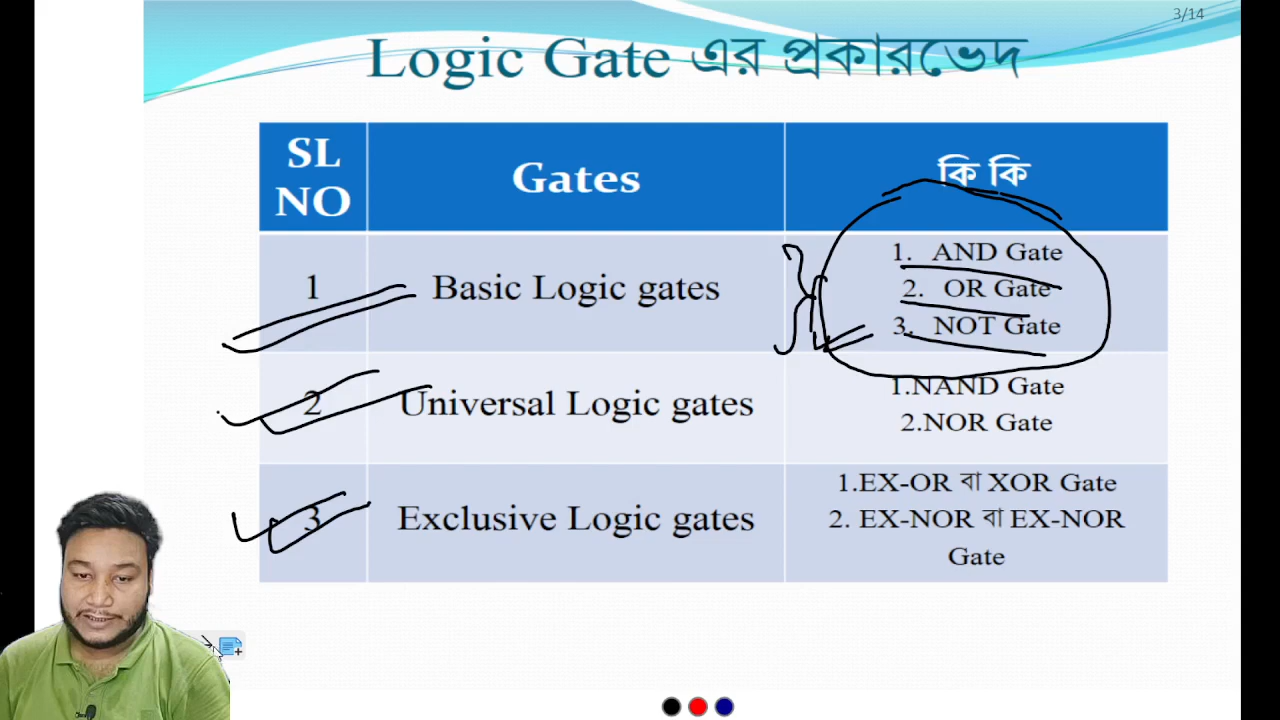 3/14
Logic Gate এর প্রকারভেদ
SL NO
Gates
কি কি
1
Basic Logic gates
1. AND Gate
2. OR Gate
3. NOT Gate
2
Universal Logic gates
1.NAND Gate
2.NOR Gate
3
Exclusive Logic gates
1.EX-OR বা XOR Gate
2. EX-NOR বা EX-NOR
Gate